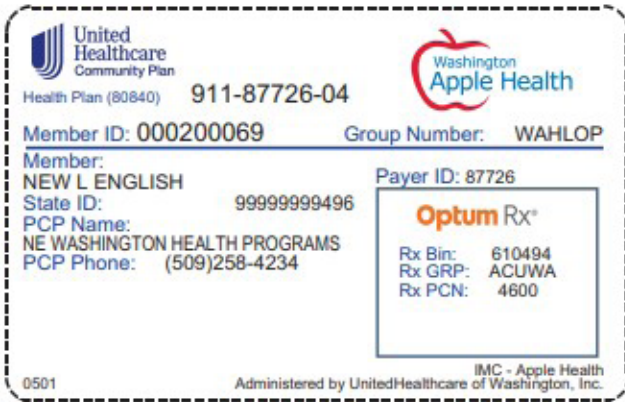 United
Healthcare
Community Plan
Washington
Apple Health
Health Plan (80840) 911-87726-04
Member ID: 000200069 Group Number: WAHLOP
Member:
NEW L ENGLISH
State ID: 99999999496
PCP Name:
NE WASHINGTON HEALTH PROGRAMS
PCP Phone: (509)258-4234
Payer ID: 87726
Optum Rx®
Rx Bin: 610494
Rx GRP: ACUWA
Rx PCN: 4600
0501
IMC - Apple Health
Administered by UnitedHealthcare of Washington, Inc.